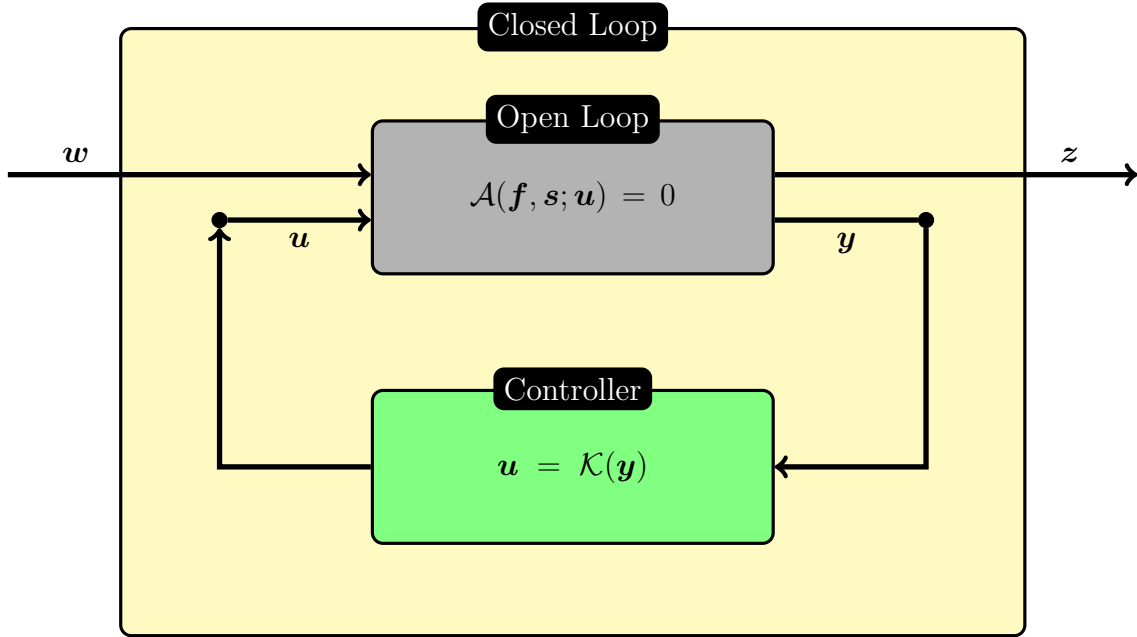 Closed Loop
Open Loop
w
z
𝒜(f, s; u) = 0
u
y
Controller
u = 𝒦(y)